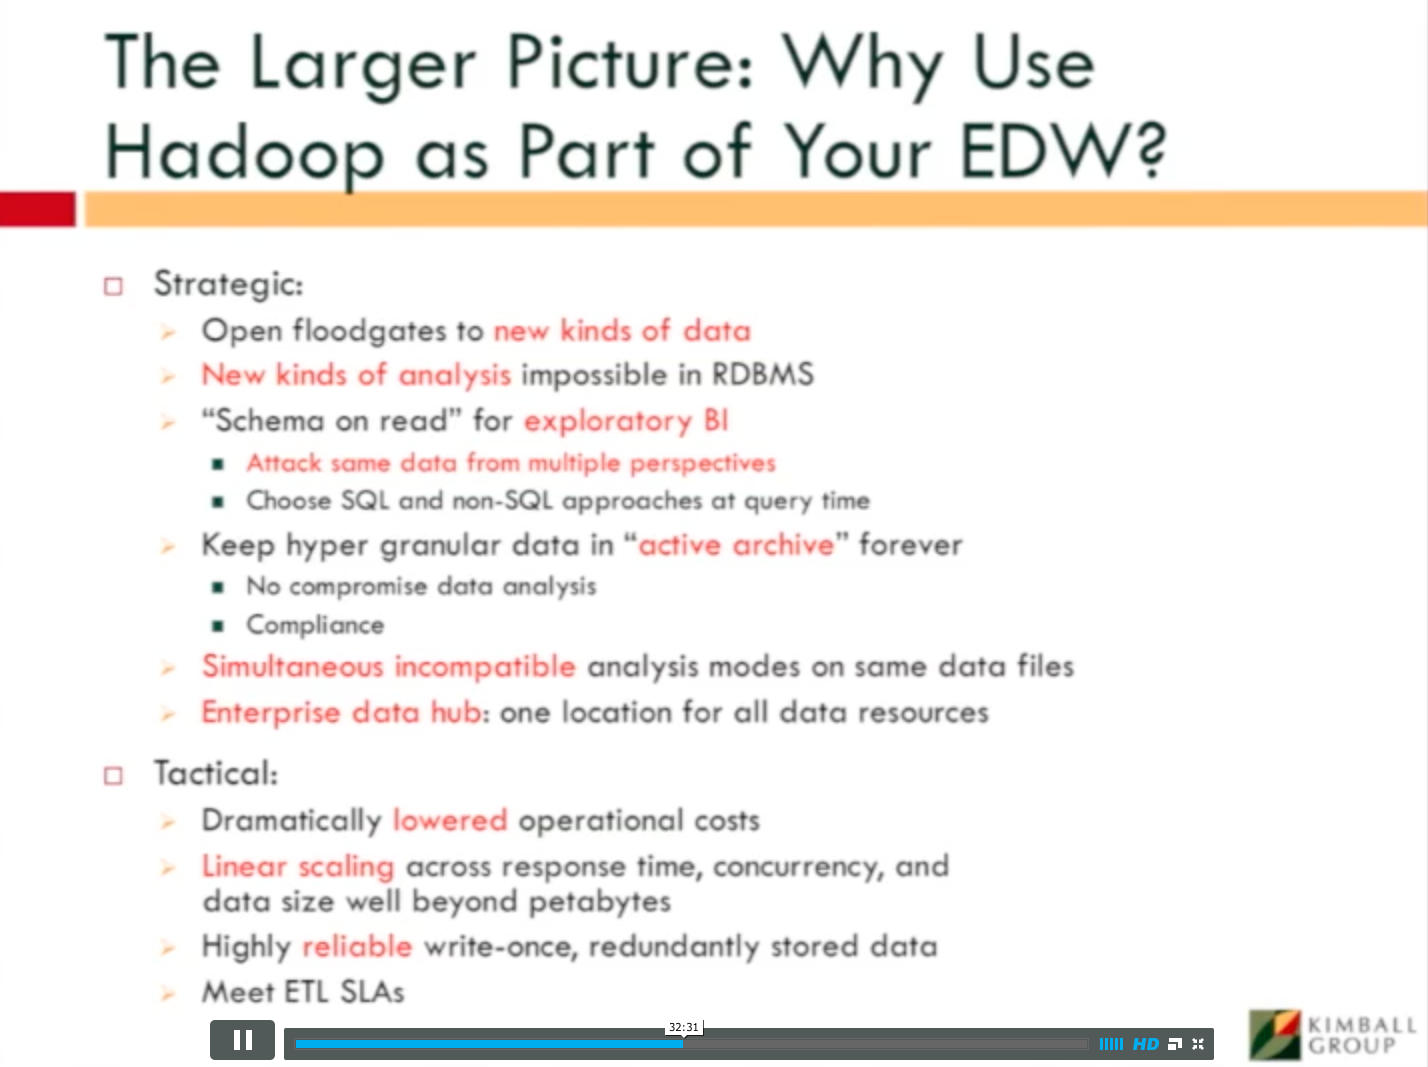 The Larger Picture: Why Use
Hadoop as Part of Your EDW?
Strategic:
Open floodgates to new kinds of data
New kinds of analysis impossible in RDBMS
“Schema on read” for exploratory BI
Attack same data from multiple perspectives
Choose SQL and non-SQL approaches at query time
Keep hyper granular data in “active archive” forever
No compromise data analysis
Compliance
Simultaneous incompatible analysis modes on same data files
Enterprise data hub: one location for all data resources
Tactical:
Dramatically lowered operational costs
Linear scaling across response time, concurrency, and
data size well beyond petabytes
Highly reliable write-once, redundantly stored data
Meet ETL SLAs
32:31
HD
KIMBALL
GROUP